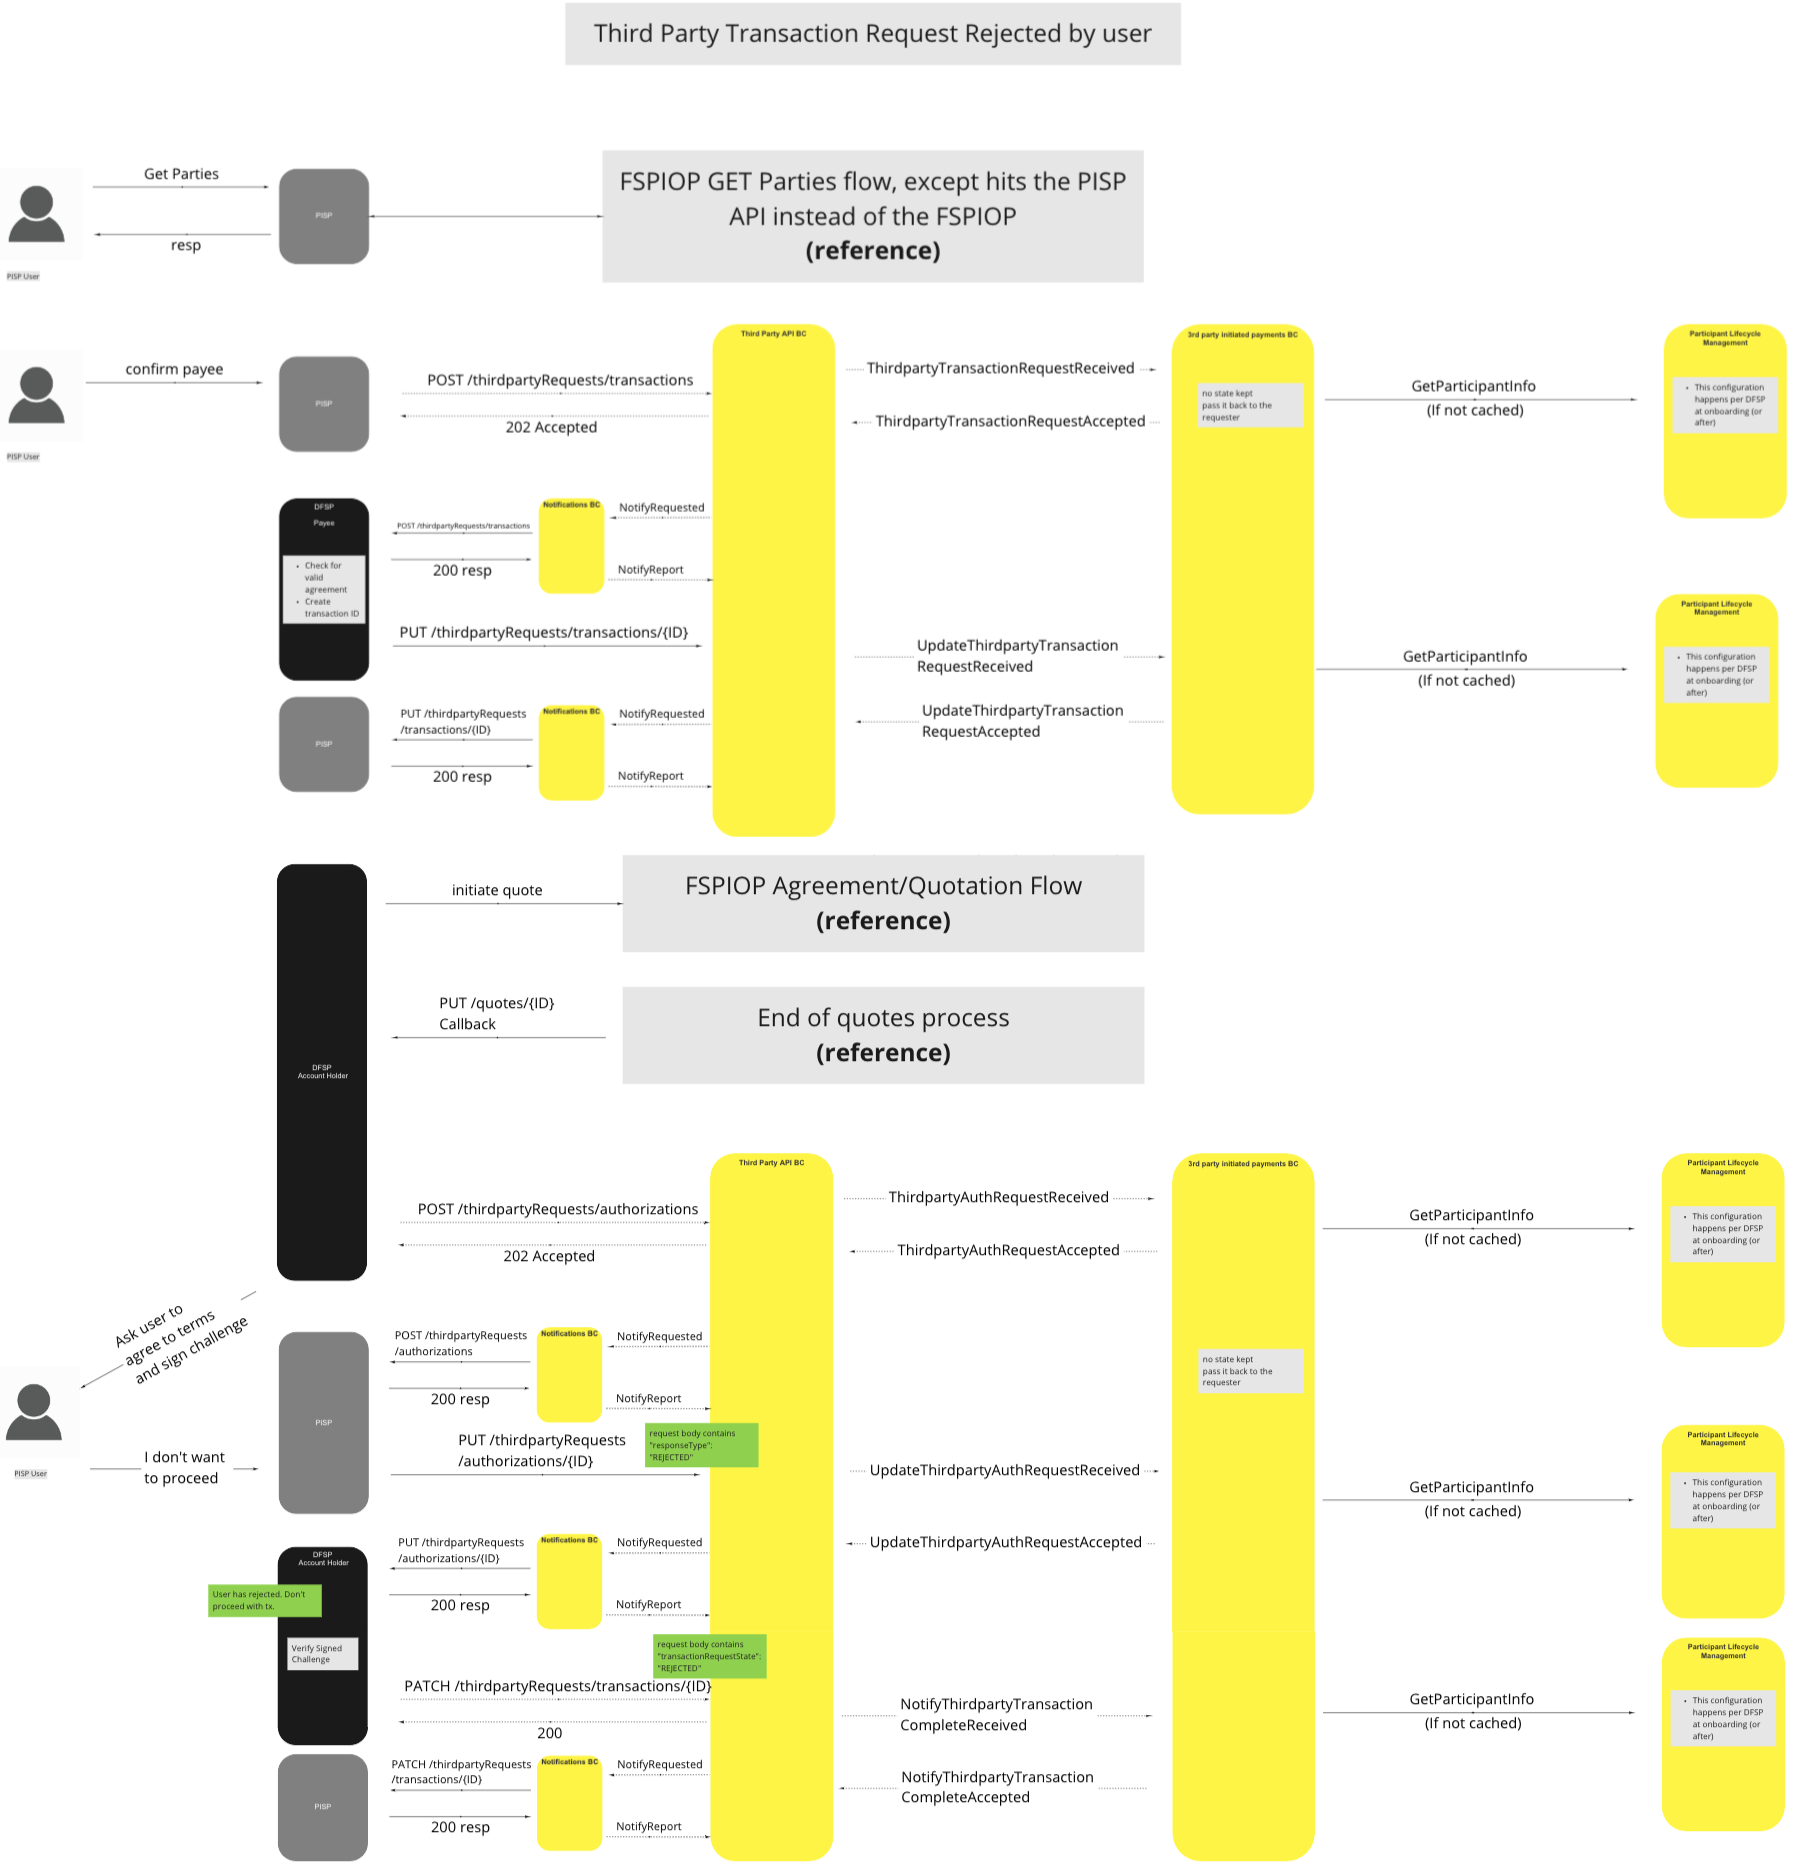 Third Party Transaction Request Rejected by user
Get Parties
resp
PISP User
PISP
FSPIOP GET Parties flow, except hits the PISP
API instead of the FSPIOP
(reference)
confirm payee
PISP User
PISP
POST /thirdpartyRequests/transactions
202 Accepted
Third Party API BC
ThirdpartyTransactionRequestReceived
ThirdpartyTransactionRequestAccepted
3rd party initiated payments BC
no state kept
pass it back to the
requester
GetParticipantInfo
(If not cached)
Participant Lifecycle
Management
• This configuration
happens per DFSP
at onboarding (or
after)
DFSP
Payee
• Check for
valid
agreement
• Create
transaction ID
POST /thirdpartyRequests/transactions
200 resp
Notifications BC
NotifyRequested
NotifyReport
PUT /thirdpartyRequests/transactions/{ID}
UpdateThirdpartyTransaction
RequestReceived
GetParticipantInfo
(If not cached)
Participant Lifecycle
Management
• This configuration
happens per DFSP
at onboarding (or
after)
PISP
PUT /thirdpartyRequests
/transactions/{ID}
200 resp
Notifications BC
NotifyRequested
NotifyReport
UpdateThirdpartyTransaction
RequestAccepted
DFSP
Account Holder
initiate quote
FSPIOP Agreement/Quotation Flow
(reference)
PUT /quotes/{ID}
Callback
End of quotes process
(reference)
POST /thirdpartyRequests/authorizations
202 Accepted
Third Party API BC
ThirdpartyAuthRequestReceived
ThirdpartyAuthRequestAccepted
3rd party initiated payments BC
GetParticipantInfo
(If not cached)
Participant Lifecycle
Management
• This configuration
happens per DFSP
at onboarding (or
after)
Ask user to
agree to terms
and sign challenge
PISP User
I don't want
to proceed
PISP
POST /thirdpartyRequests
/authorizations
200 resp
Notifications BC
NotifyRequested
NotifyReport
no state kept
pass it back to the
requester
PUT /thirdpartyRequests
/authorizations/{ID}
request body contains
"responseType":
"REJECTED"
UpdateThirdpartyAuthRequestReceived
UpdateThirdpartyAuthRequestAccepted
GetParticipantInfo
(If not cached)
Participant Lifecycle
Management
• This configuration
happens per DFSP
at onboarding (or
after)
DFSP
Account Holder
User has rejected. Don't
proceed with tx.
Verify Signed
Challenge
PUT /thirdpartyRequests
/authorizations/{ID}
200 resp
Notifications BC
NotifyRequested
NotifyReport
request body contains
"transactionRequestState":
"REJECTED"
PATCH /thirdpartyRequests/transactions/{ID}
200
NotifyThirdpartyTransaction
CompleteReceived
GetParticipantInfo
(If not cached)
Participant Lifecycle
Management
• This configuration
happens per DFSP
at onboarding (or
after)
PISP
PATCH /thirdpartyRequests
/transactions/{ID}
200 resp
Notifications BC
NotifyRequested
NotifyReport
NotifyThirdpartyTransaction
CompleteAccepted